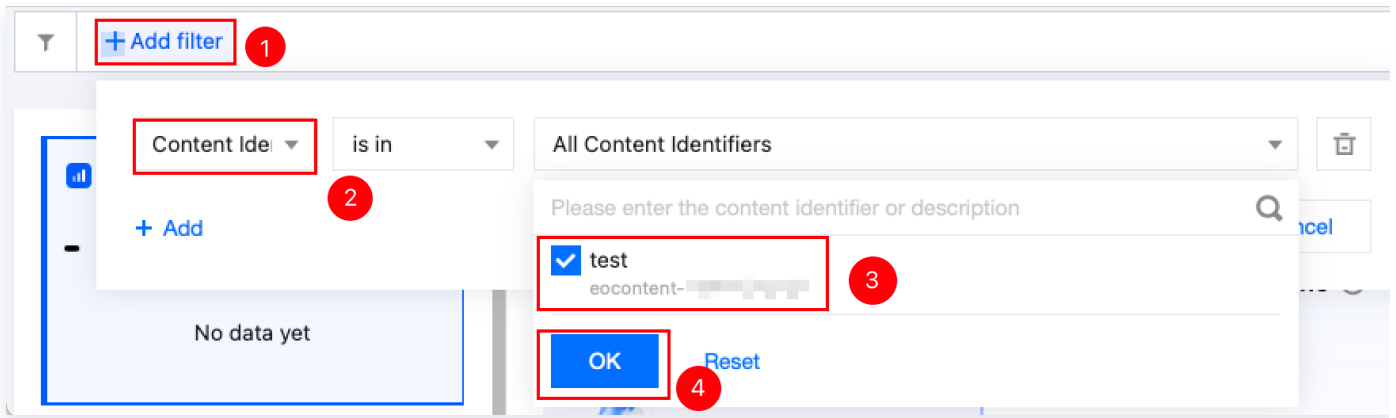 + Add filter
1
Content Ide
is in
All Content Identifiers
2
Please enter the content identifier or description
+ Add
ncel
test
3
eocontent-
No data yet
OK
Reset
4